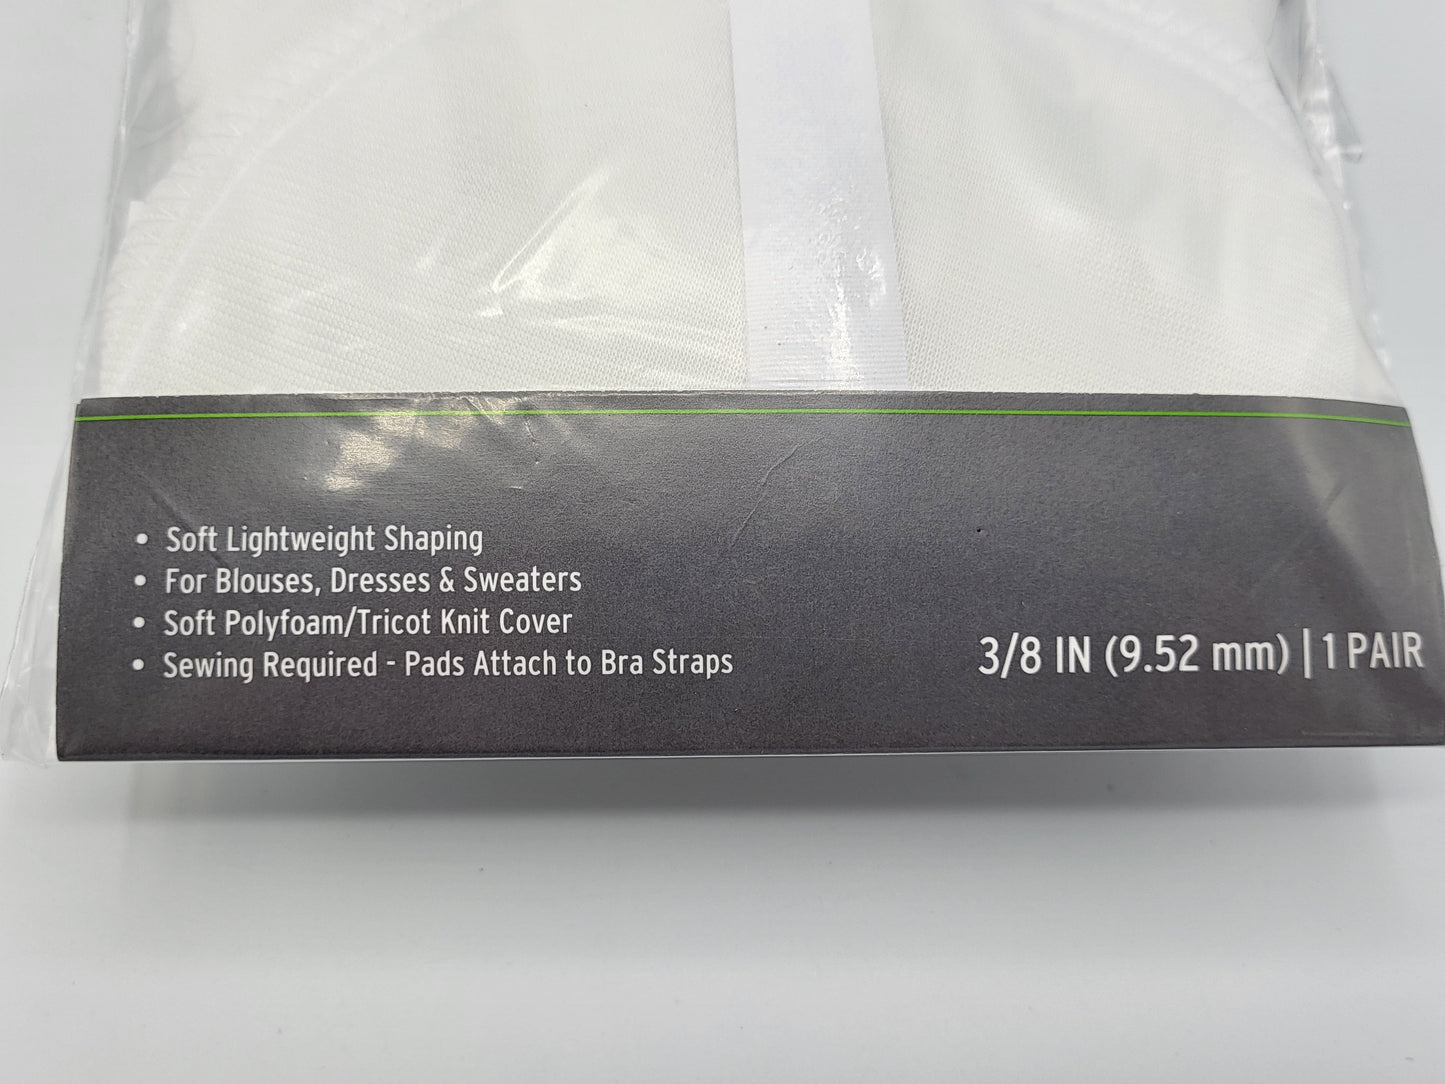 • Soft Lightweight Shaping
• For Blouses, Dresses & Sweaters
• Soft Polyfoam/Tricot Knit Cover
• Sewing Required - Pads Attach to Bra Straps
3/8 IN (9.52 mm) | 1 PAIR